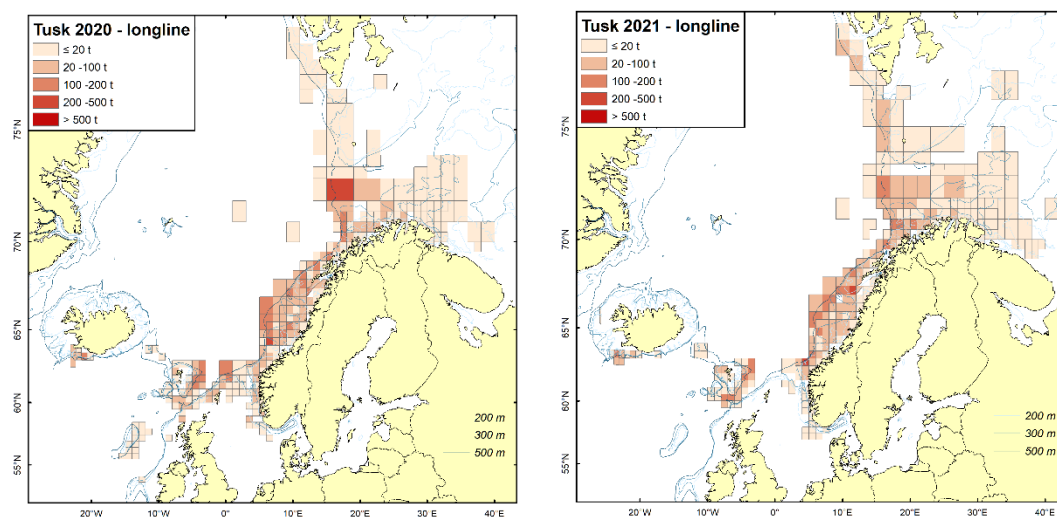 Tusk 2020 - longline
≤ 20 t
20 -100 t
100 -200 t
200 -500 t
> 500 t
75°N
70°N
65°N
60°N
55°N
200 m
300 m
500 m
20°W
10°W
0°
10°E
20°E
30°E
40°E
Tusk 2021 - longline
≤ 20 t
20 -100 t
100 -200 t
200 -500 t
> 500 t
75°N
70°N
65°N
60°N
55°N
200 m
300 m
500 m
20°W
10°W
0°
10°E
20°E
30°E
40°E